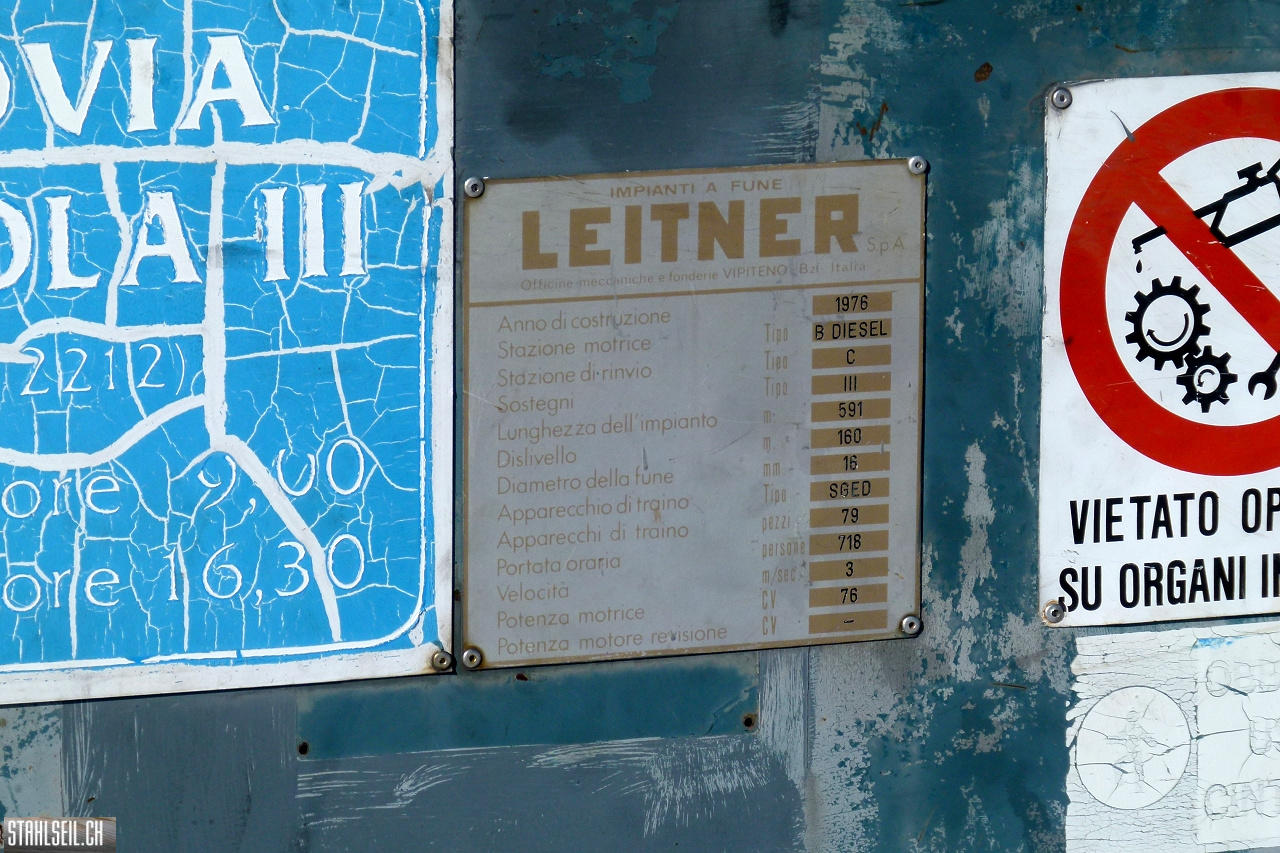 OVIA
OLA III
2212)
ore 9,00
ore 16,30
IMPIANTI A FUNE
LEITNER S.p.A.
Officine meccaniche e fonderie VIPITENO, Bzl. Italia
Anno di costruzione 1976
Stazione motrice Tipo B DIESEL
Stazione di rinvio Tipo C
Sostegni Tipo III
Lunghezza dell'impianto m. 591
Dislivello m. 160
Diametro della fune mm. 16
Apparecchio di traino Tipo SGED
Apparecchi di traino pezzi 79
Portata oraria persone 718
Velocità m/sec. 3
Potenza motrice CV 76
Potenza motore revisione CV -
VIETATO OP
SU ORGANI I
STAHLSEIL.CH